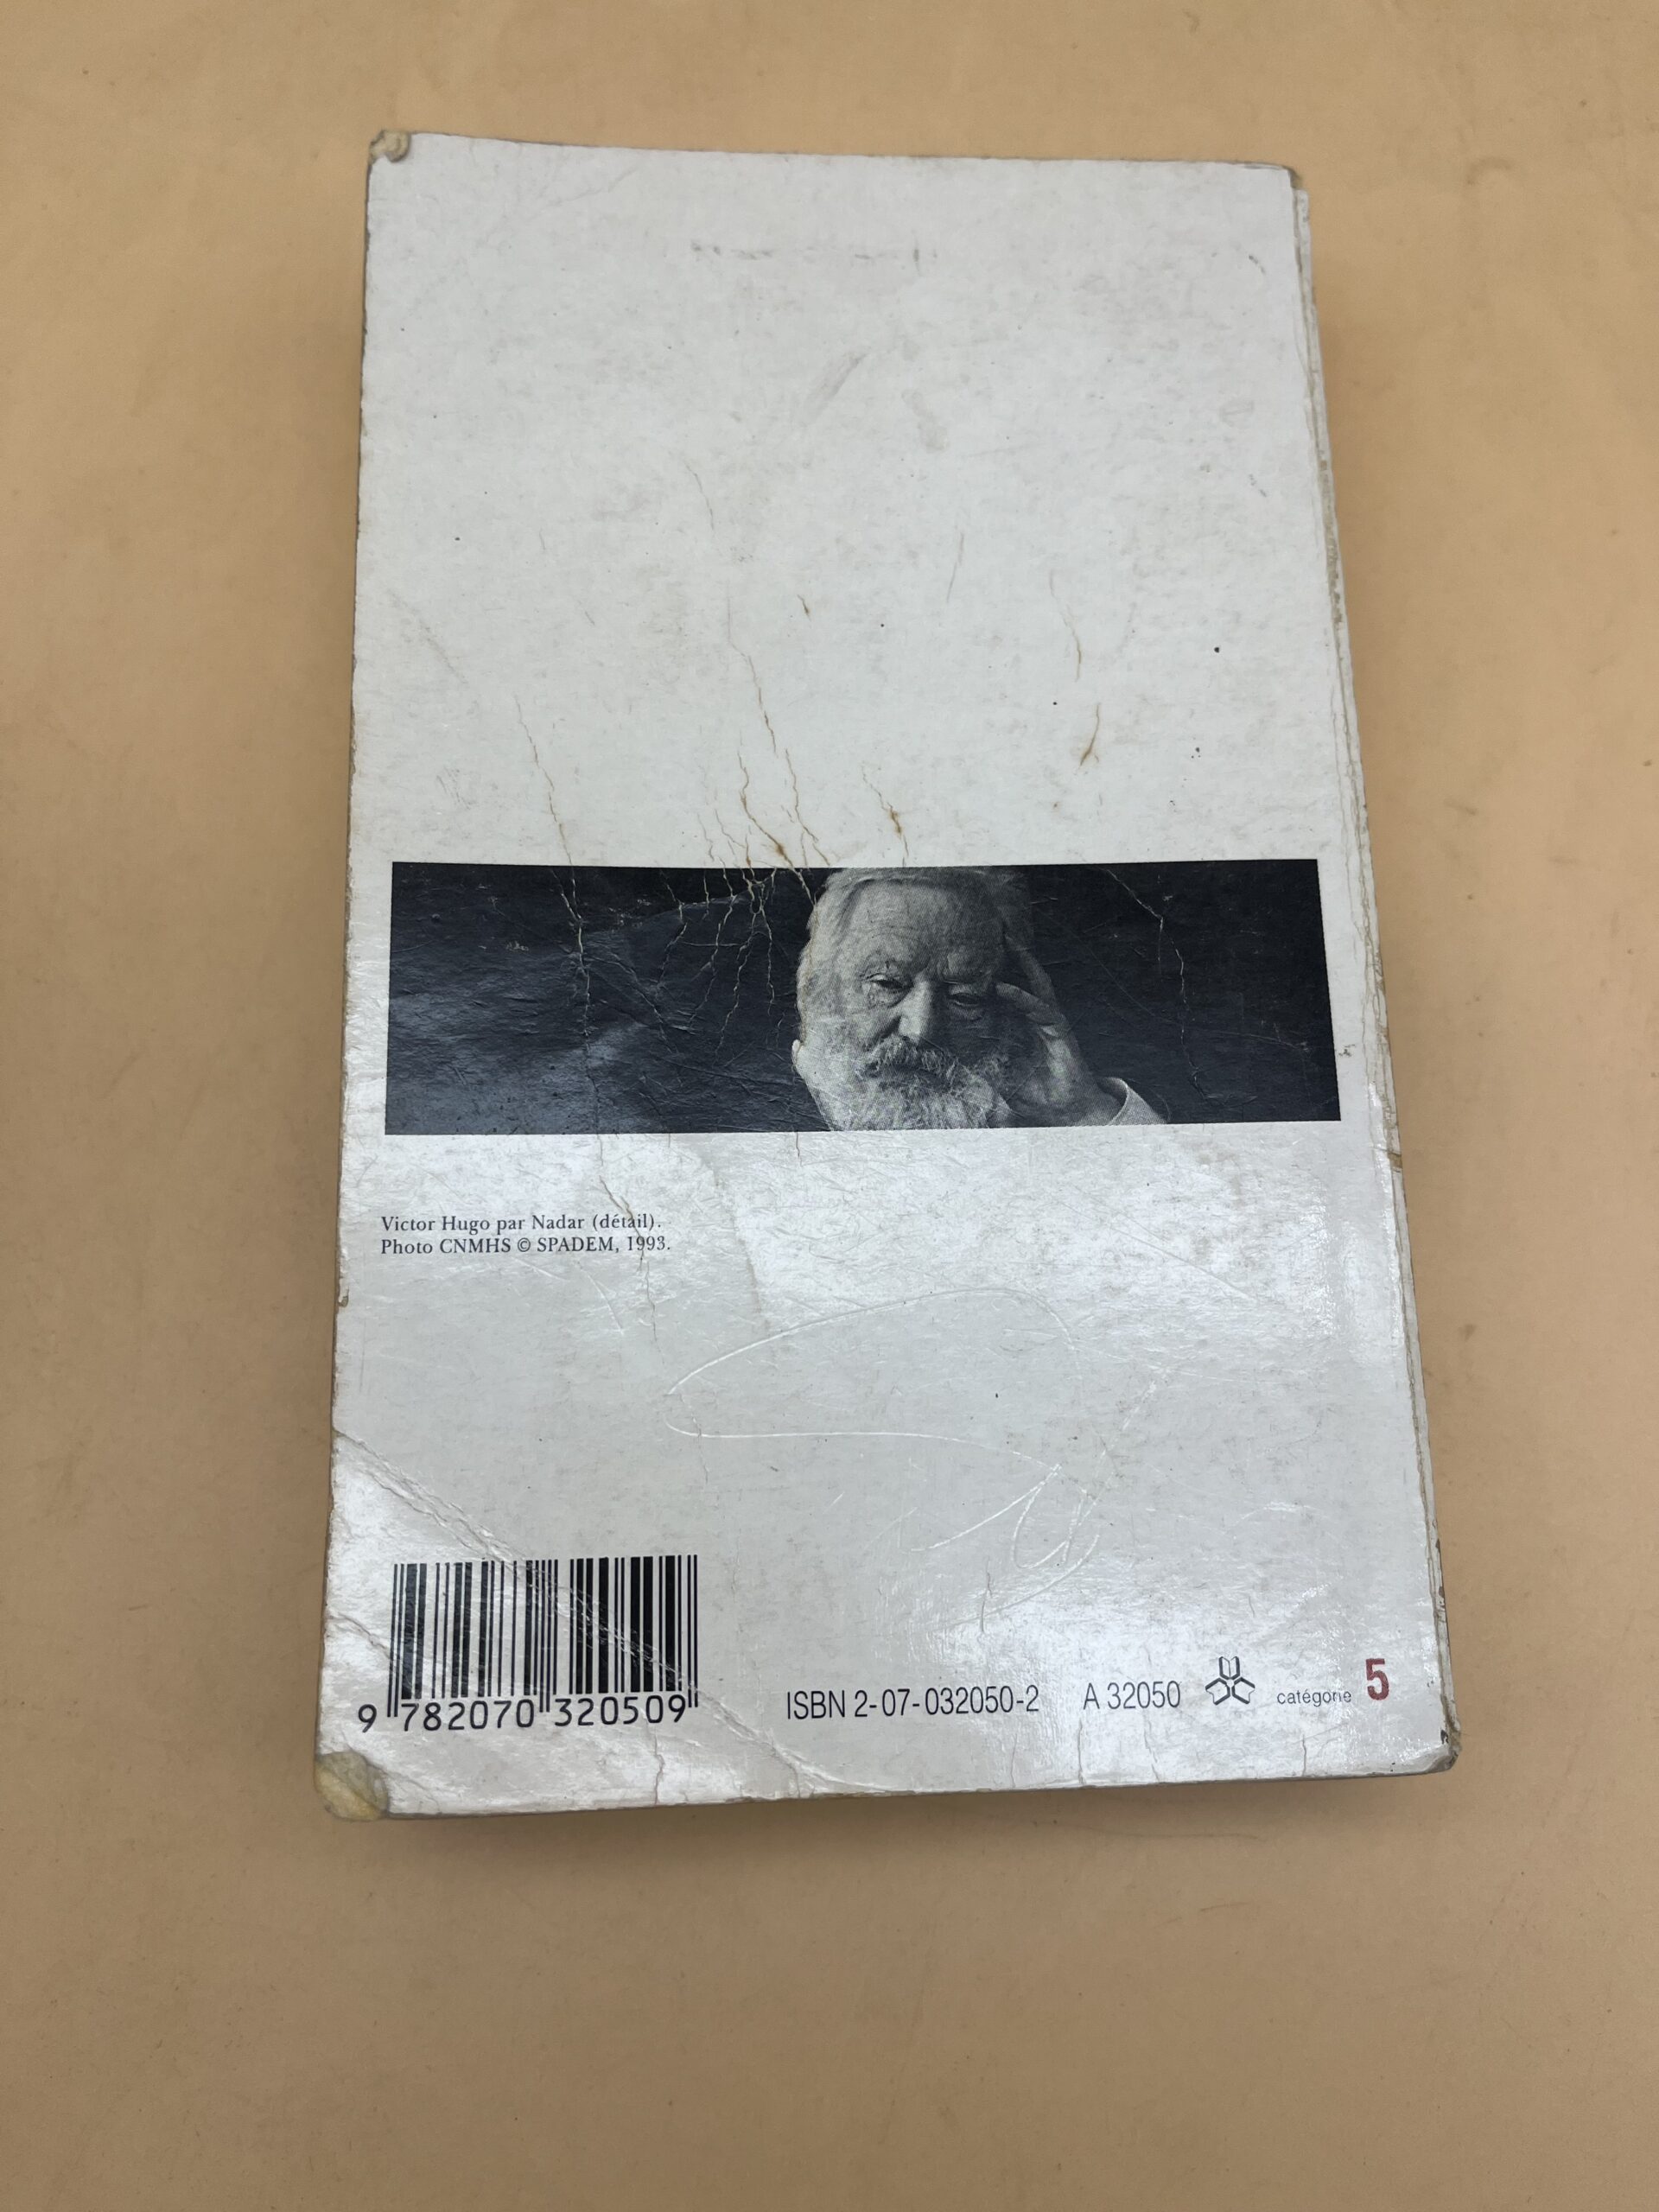 Victor Hugo par Nadar (détail).
Photo CNMHS © SPADEM, 1993.
9 782070 320509
ISBN 2-07-032050-2 A 32050 catégorie 5